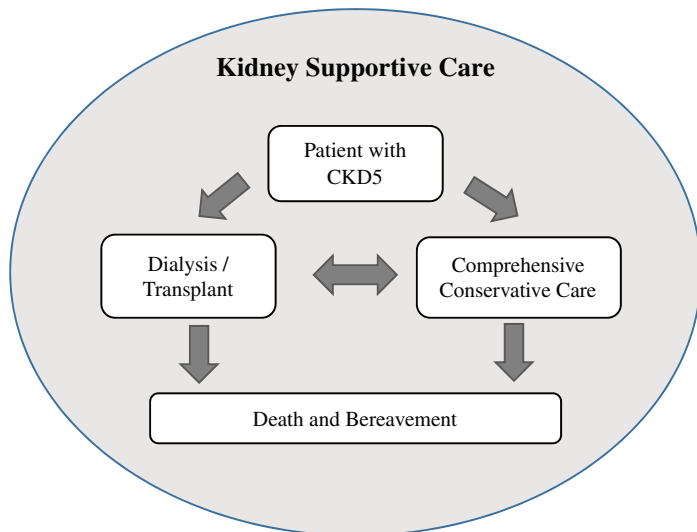 Kidney Supportive Care
Patient with
CKD5
Dialysis /
Transplant
Comprehensive
Conservative Care
Death and Bereavement